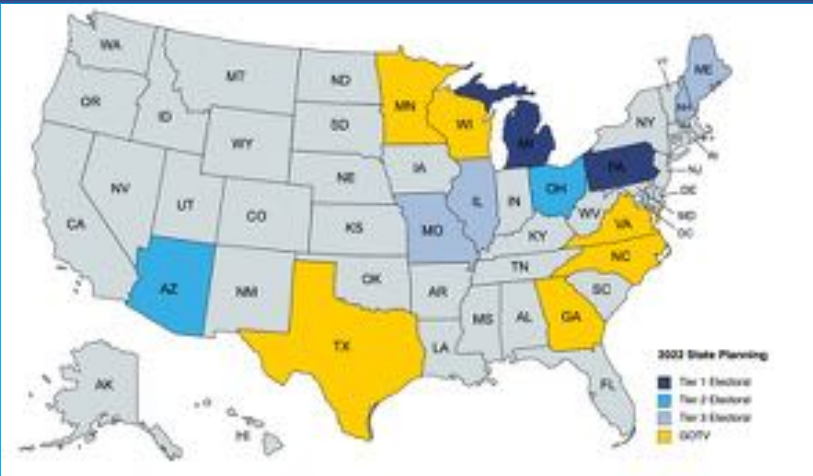 WA
MT
ND
MN
ME
OR
ID
SD
WI
MI
NY
WY
IA
PA
NE
NJ
NV
UT
CO
IL
IN
OH
DE
CA
KS
MO
WV
VA
MD
DC
KY
AZ
NM
OK
AR
TN
NC
SC
TX
LA
MS
AL
GA
FL
AK
HI
2022 State Planning
Tier 1 Electoral
Tier 2 Electoral
Tier 3 Electoral
GOTV